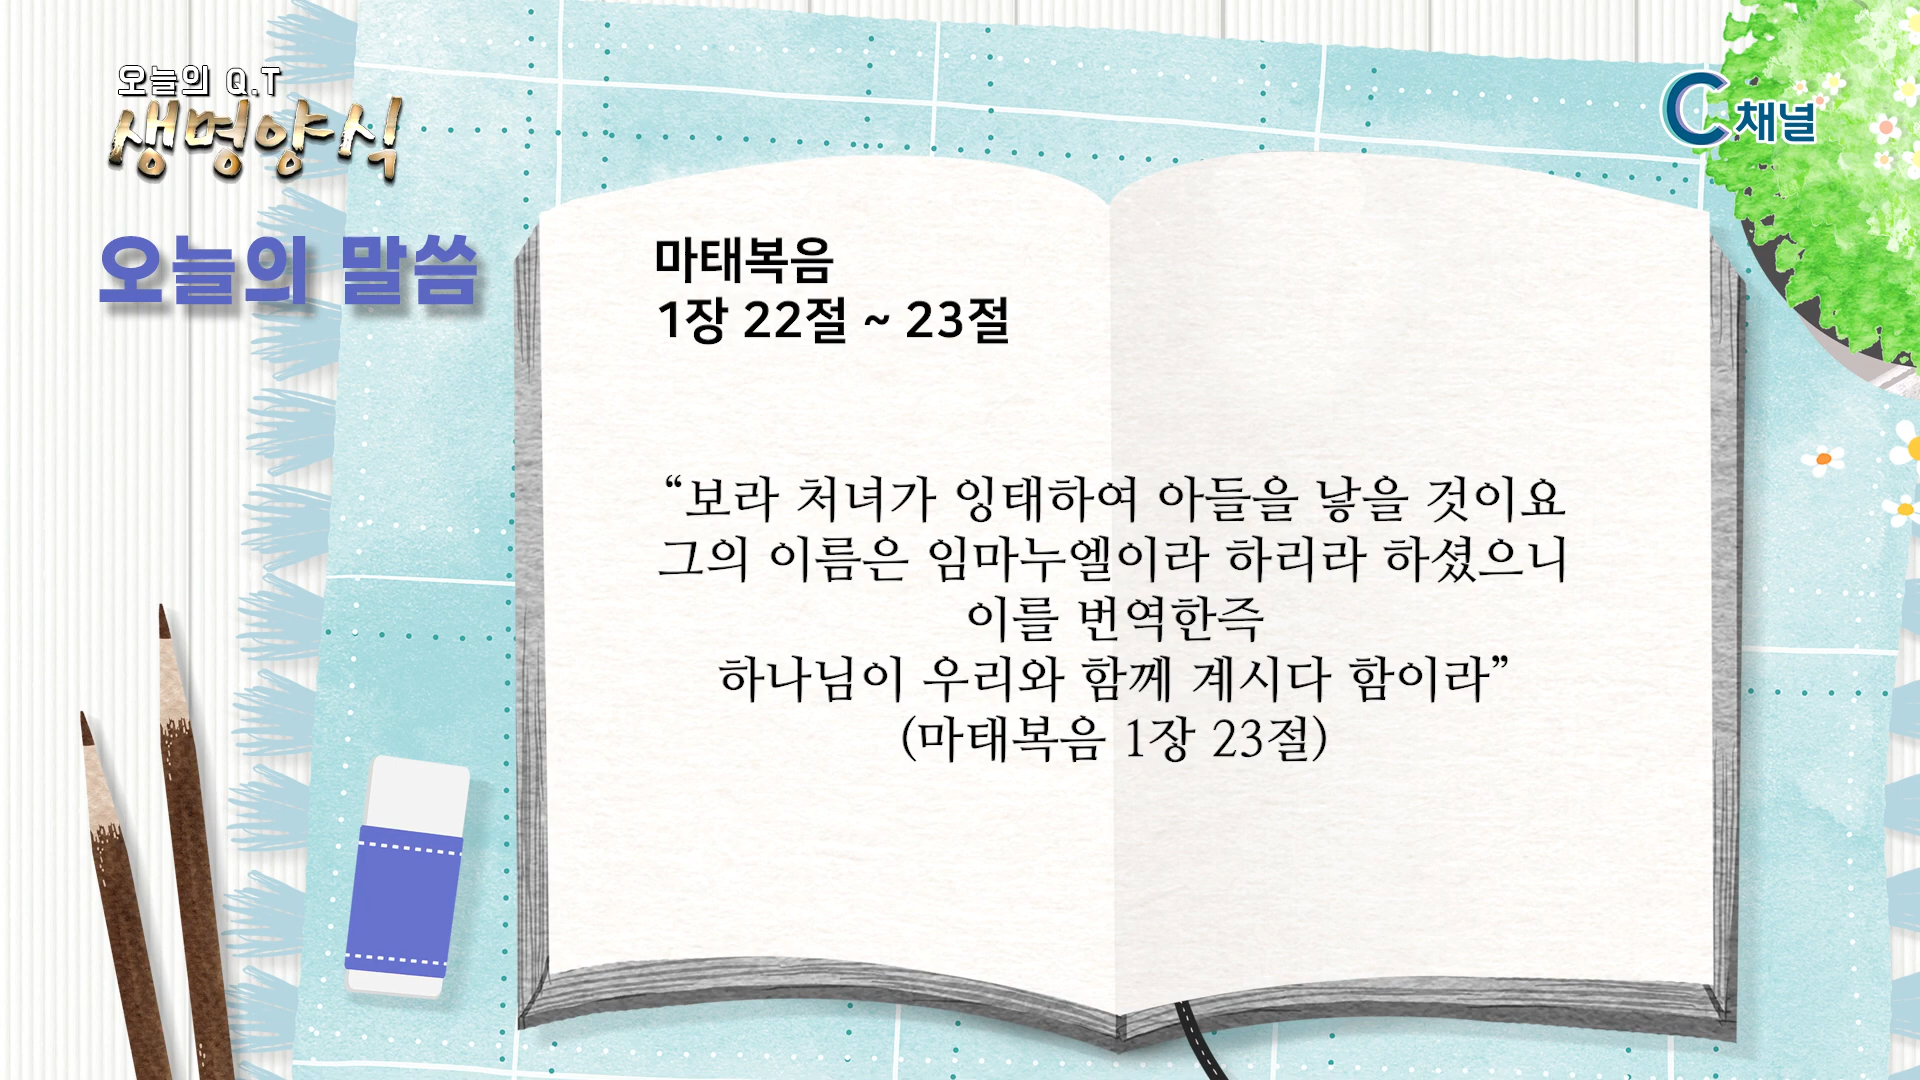 오늘의 Q.T
생명양식
C채널
오늘의 말씀
마태복음
1장 22절 ~ 23절
“보라 처녀가 잉태하여 아들을 낳을 것이요
그의 이름은 임마누엘이라 하리라 하셨으니
이를 번역한즉
하나님이 우리와 함께 계시다 함이라”
(마태복음 1장 23절)